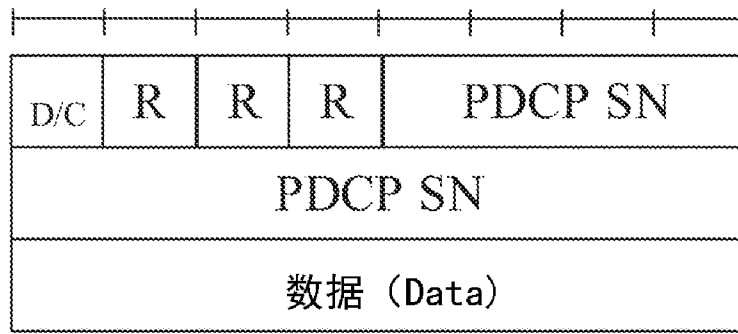 D/C R R R PDCP SN
PDCP SN
数据 (Data)